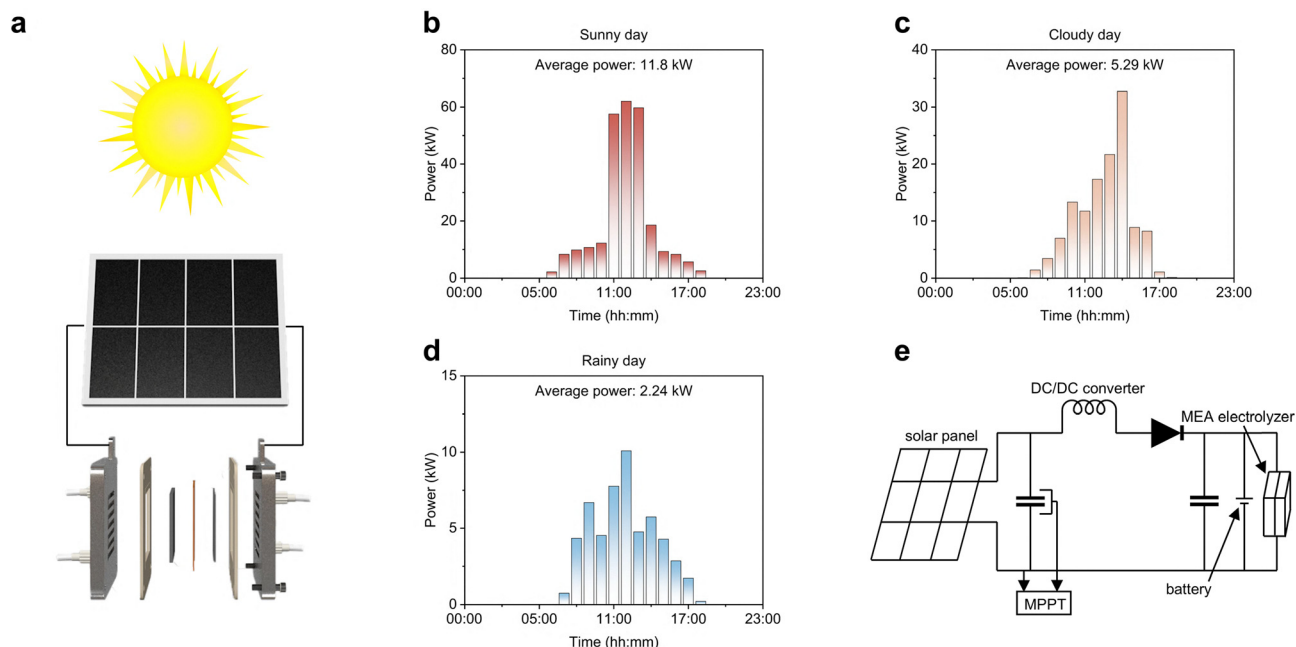 a
b
Sunny day
Average power: 11.8 kW
Power (kW)
80
60
40
20
0
00:00 05:00 11:00 17:00 23:00
Time (hh:mm)
c
Cloudy day
Average power: 5.29 kW
Power (kW)
40
30
20
10
0
00:00 05:00 11:00 17:00 23:00
Time (hh:mm)
d
Rainy day
Average power: 2.24 kW
Power (kW)
15
10
5
0
00:00 05:00 11:00 17:00 23:00
Time (hh:mm)
e
DC/DC converter
MEA electrolyzer
solar panel
battery
MPPT